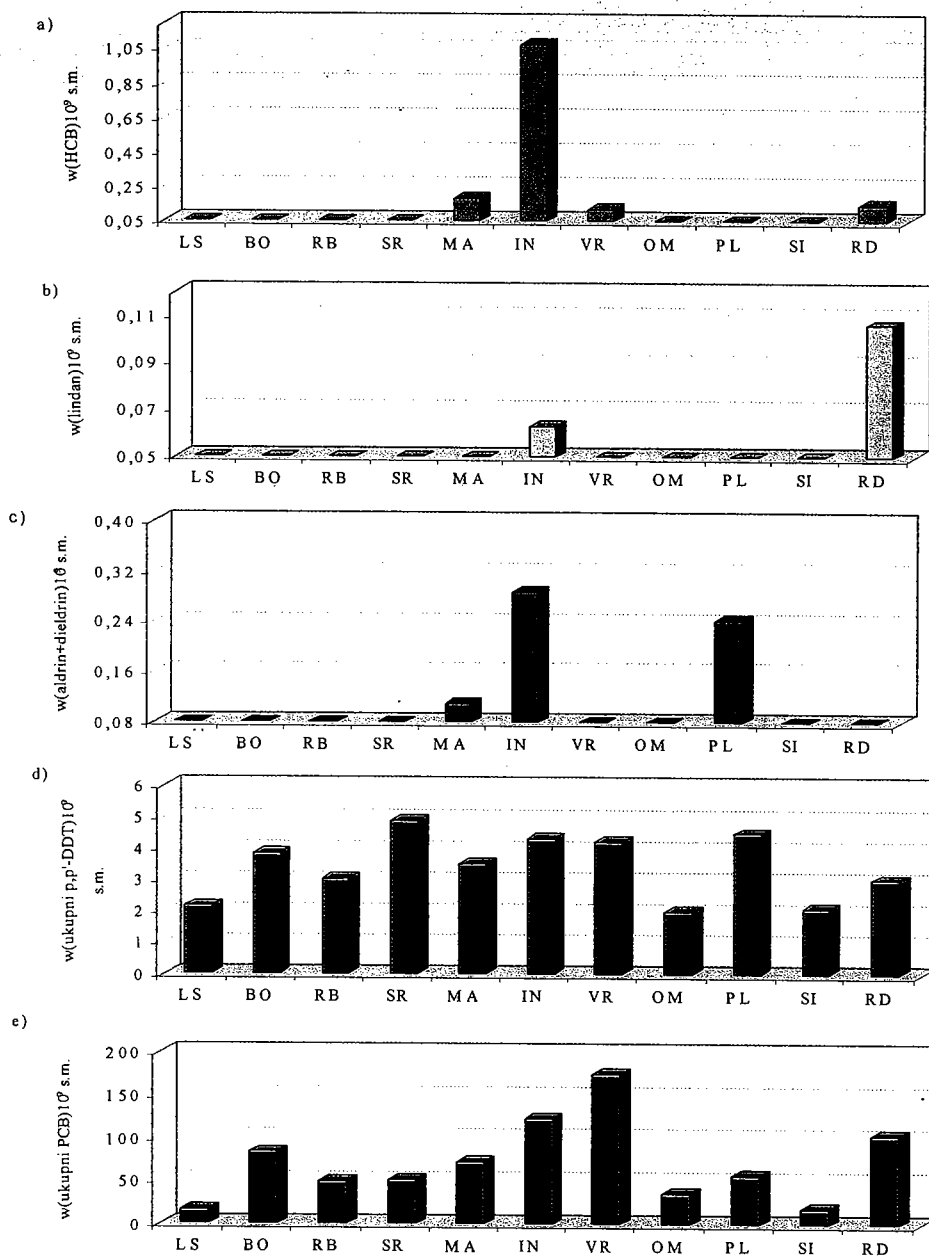 a)
w(HCB)10⁹ s.m.
1,05
0,85
0,65
0,45
0,25
0,05
LS BO RB SR MA IN VR OM PL SI RD
b)
w(lindan)10⁹ s.m.
0,11
0,09
0,07
0,05
LS BO RB SR MA IN VR OM PL SI RD
c)
w(aldrin+dieldrin)10⁹ s.m.
0,40
0,32
0,24
0,16
0,08
LS BO RB SR MA IN VR OM PL SI RD
d)
w(ukupni p,p'-DDT)10⁹
s.m.
6
5
4
3
2
1
0
LS BO RB SR MA IN VR OM PL SI RD
e)
w(ukupni PCB)10⁹ s.m.
200
150
100
50
0
LS BO RB SR MA IN VR OM PL SI RD